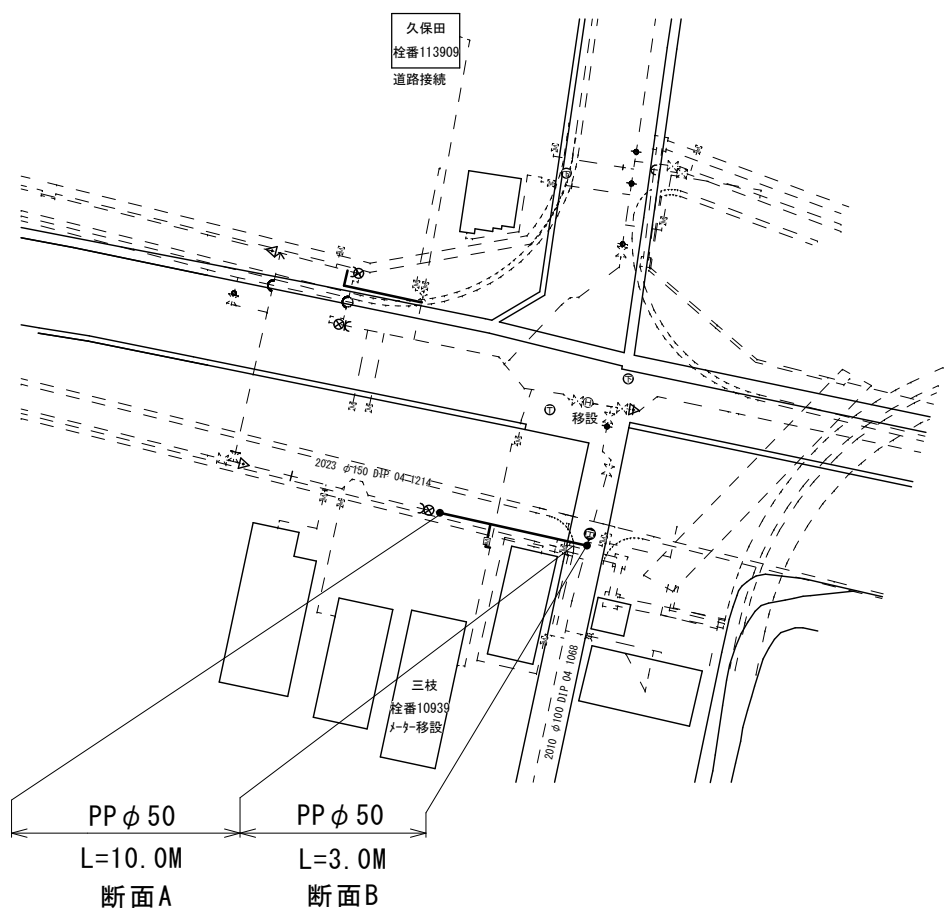 久保田
栓番113909
道路接続
移設
2023 φ150 DIP 04 1214
三枝
栓番10939
メーター移設
2010 φ100 DIP 04 1068
PPφ50
L=10.0M
断面A
PPφ50
L=3.0M
断面B